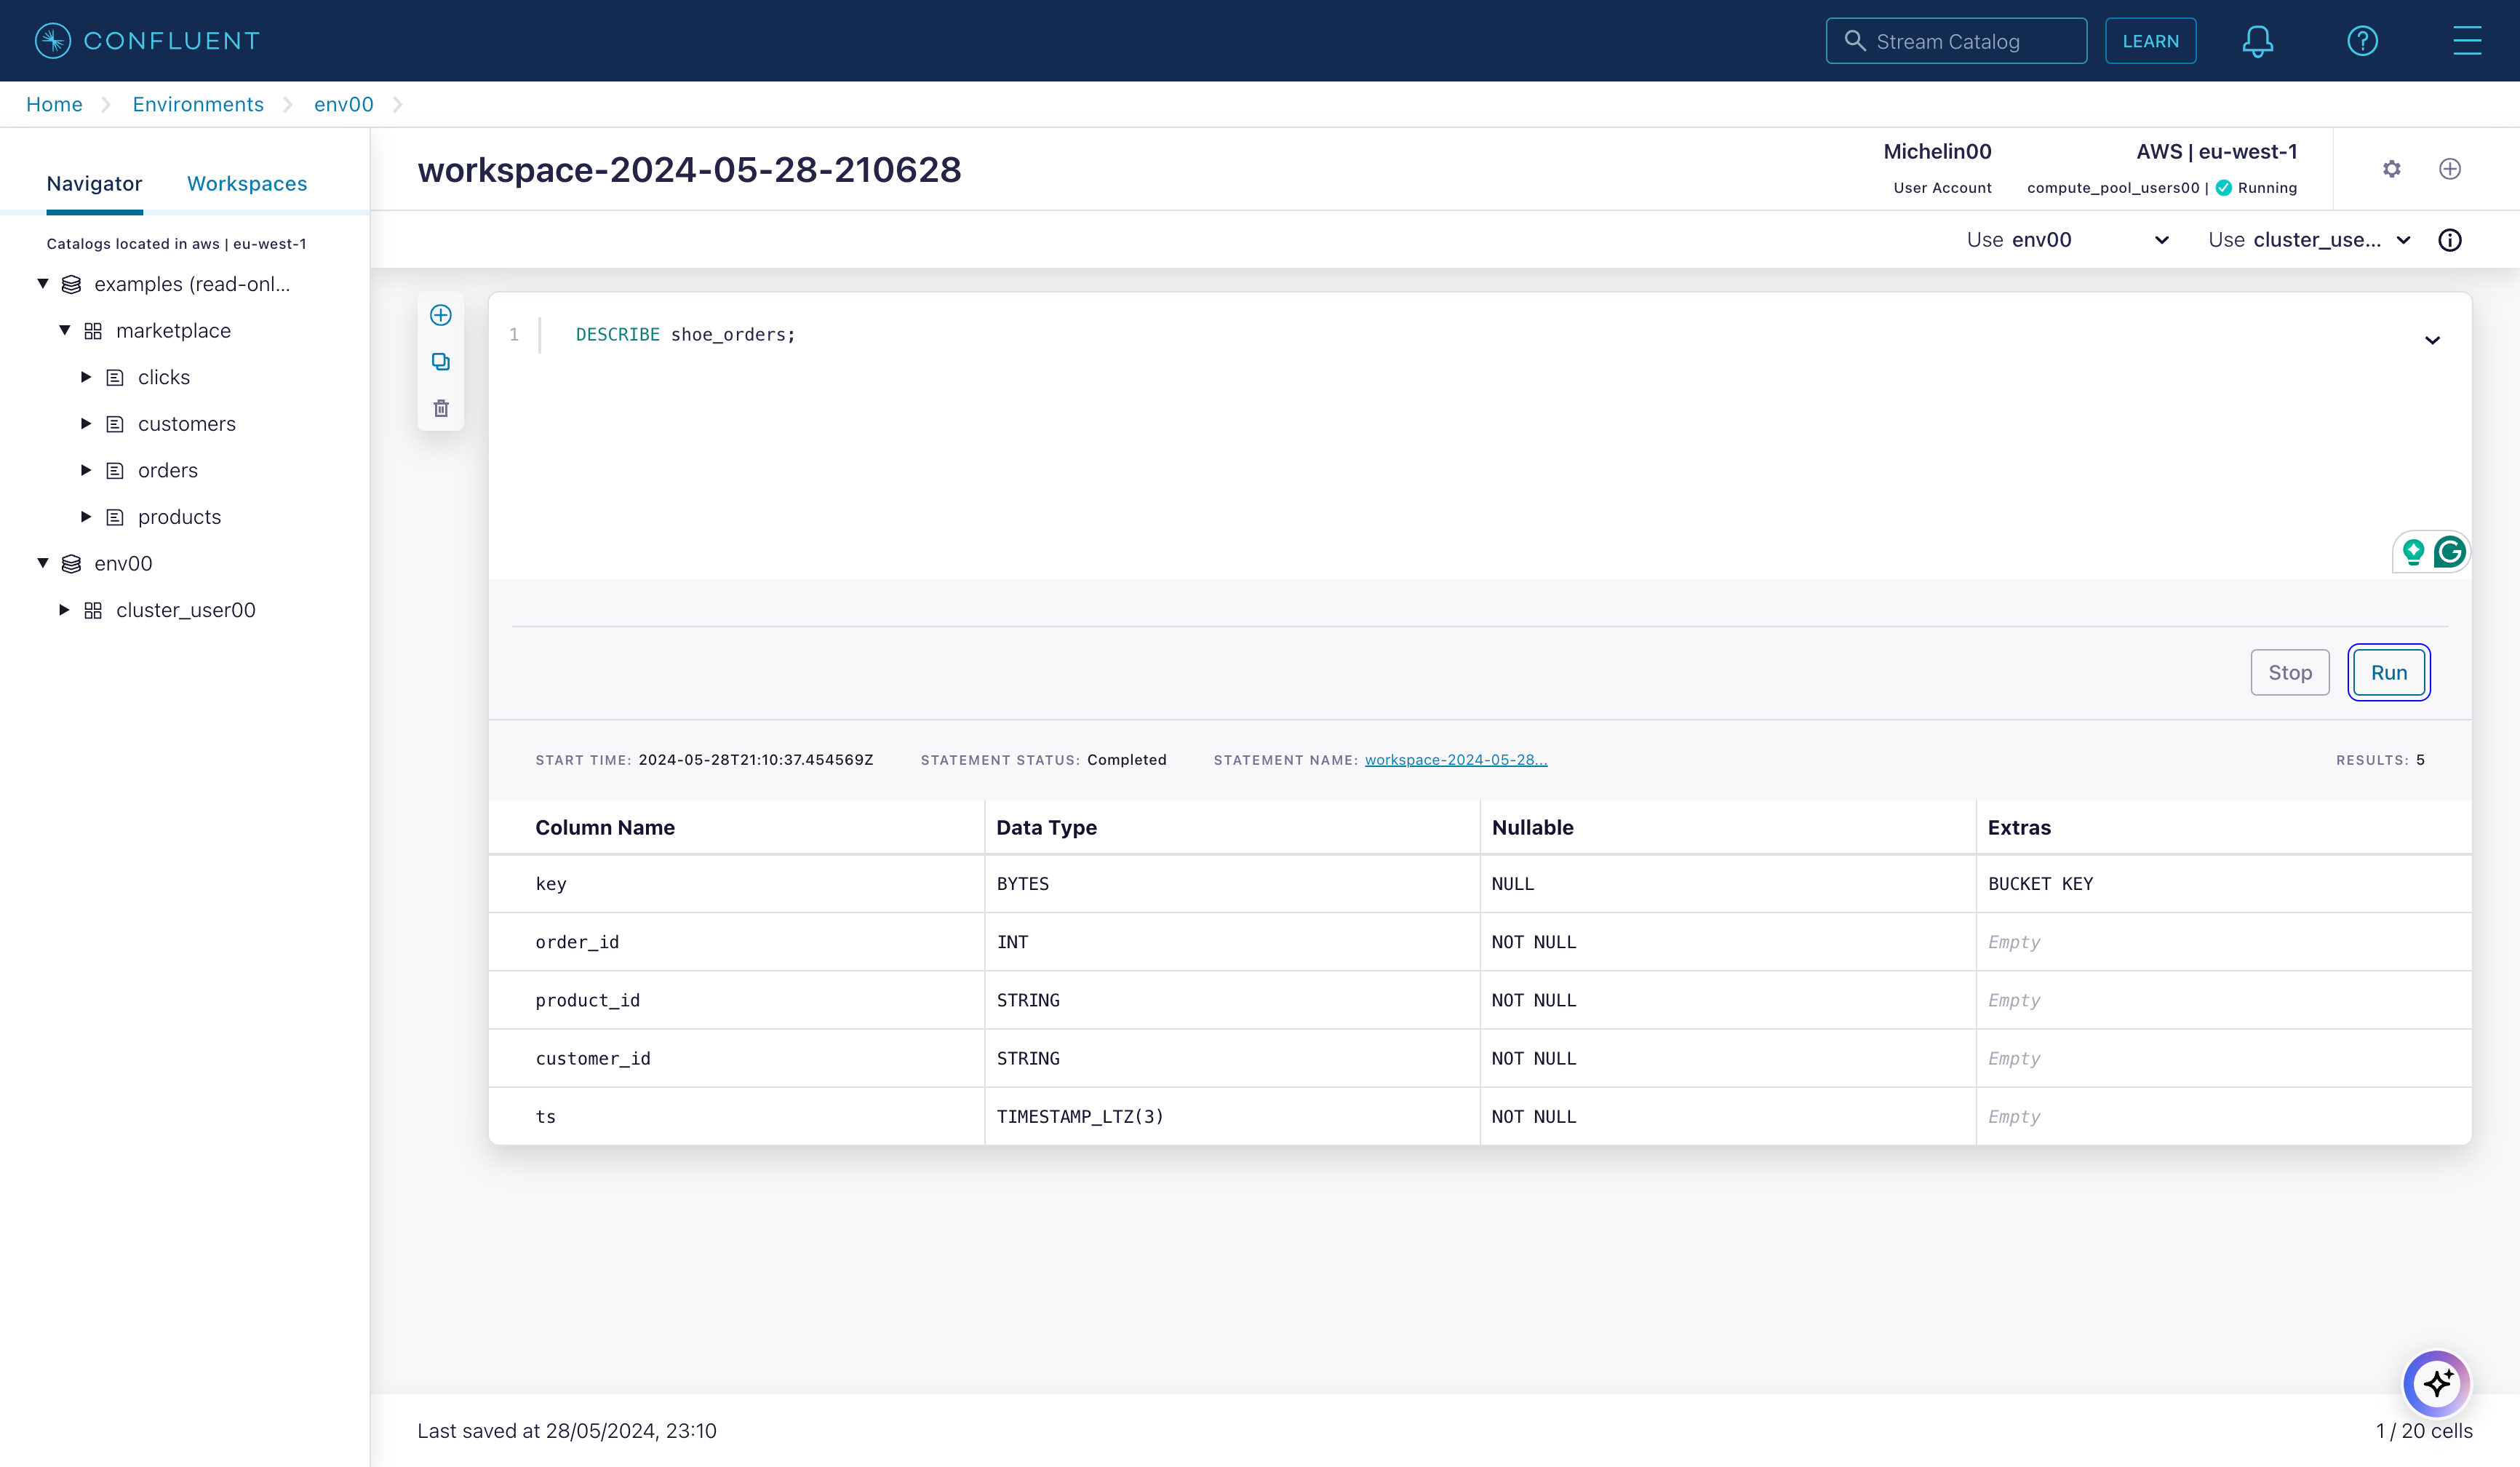 CONFLUENT
Stream Catalog
LEARN
Home
Environments
env00
Navigator
Workspaces
Catalogs located in aws | eu-west-1
examples (read-onl...
marketplace
clicks
customers
orders
products
env00
cluster_user00
workspace-2024-05-28-210628
Michelin00
User Account
AWS | eu-west-1
compute_pool_users00 | Running
Use env00
Use cluster_use...
1 DESCRIBE shoe_orders;
Stop
Run
START TIME: 2024-05-28T21:10:37.454569Z STATEMENT STATUS: Completed STATEMENT NAME: workspace-2024-05-28... RESULTS: 5
Column Name Data Type Nullable Extras
key BYTES NULL BUCKET KEY
order_id INT NOT NULL Empty
product_id STRING NOT NULL Empty
customer_id STRING NOT NULL Empty
ts TIMESTAMP_LTZ(3) NOT NULL Empty
Last saved at 28/05/2024, 23:10
1 / 20 cells